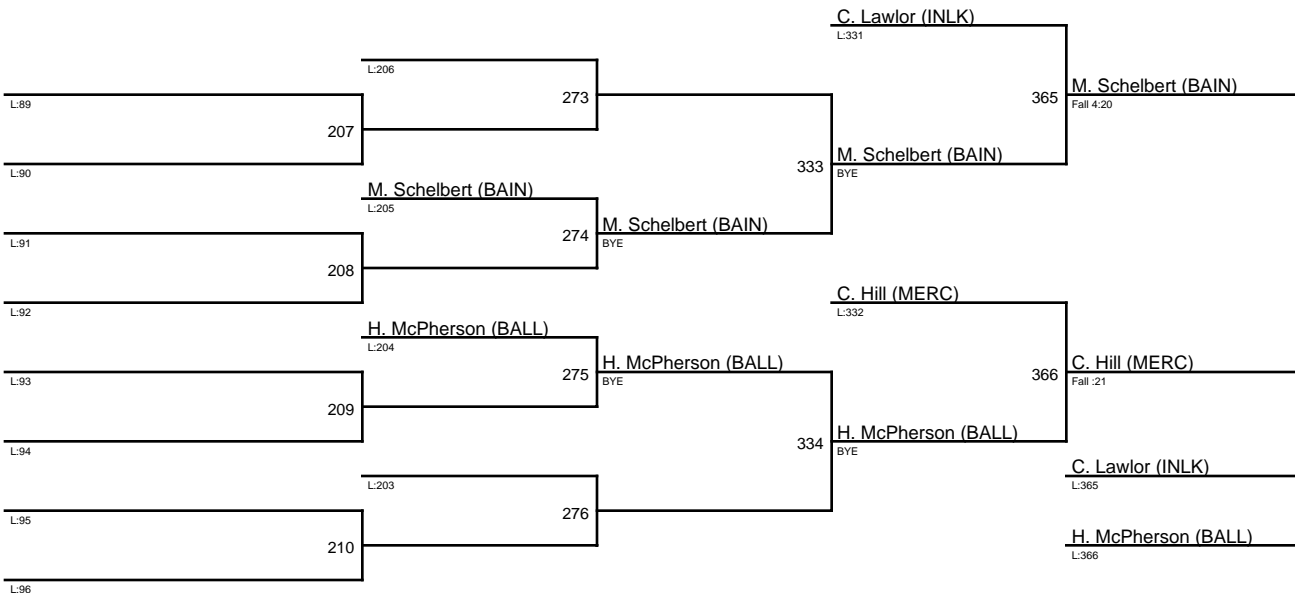 C. Lawlor (INLK)
L:331
L:206
273
M. Schelbert (BAIN)
365
Fall 4:20
L:89
207
L:90
M. Schelbert (BAIN)
333
BYE
M. Schelbert (BAIN)
L:205
274
M. Schelbert (BAIN)
BYE
L:91
208
L:92
C. Hill (MERC)
L:332
H. McPherson (BALL)
L:204
275
H. McPherson (BALL)
BYE
366
C. Hill (MERC)
Fall :21
L:93
209
L:94
334
H. McPherson (BALL)
BYE
C. Lawlor (INLK)
L:365
L:203
276
L:95
210
L:96
H. McPherson (BALL)
L:366